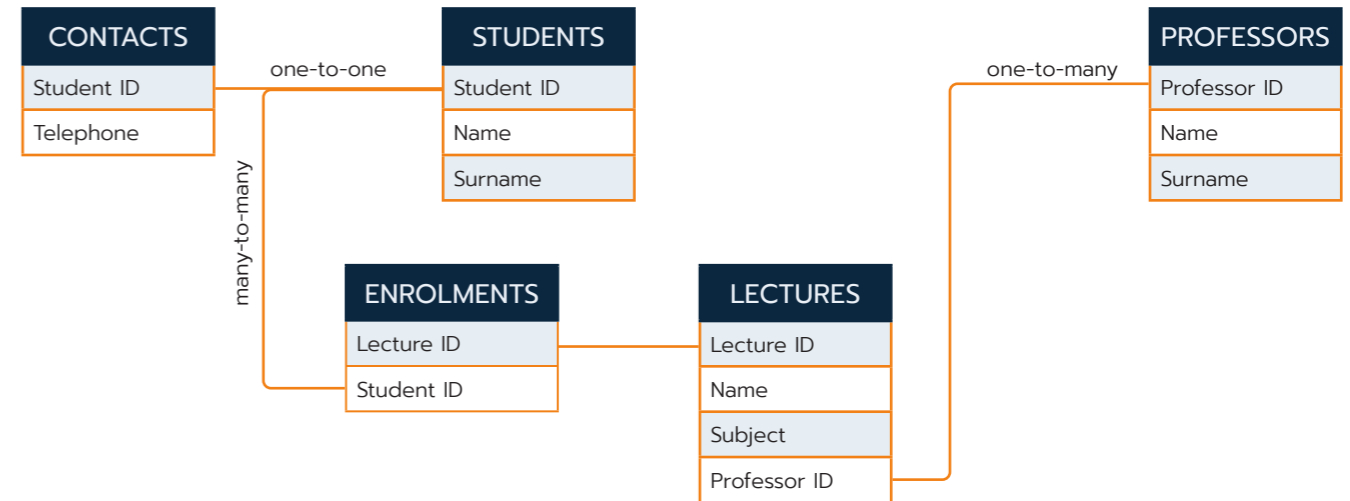 CONTACTS
Student ID
Telephone
one-to-one
many-to-many
STUDENTS
Student ID
Name
Surname
one-to-many
PROFESSORS
Professor ID
Name
Surname
ENROLMENTS
Lecture ID
Student ID
LECTURES
Lecture ID
Name
Subject
Professor ID